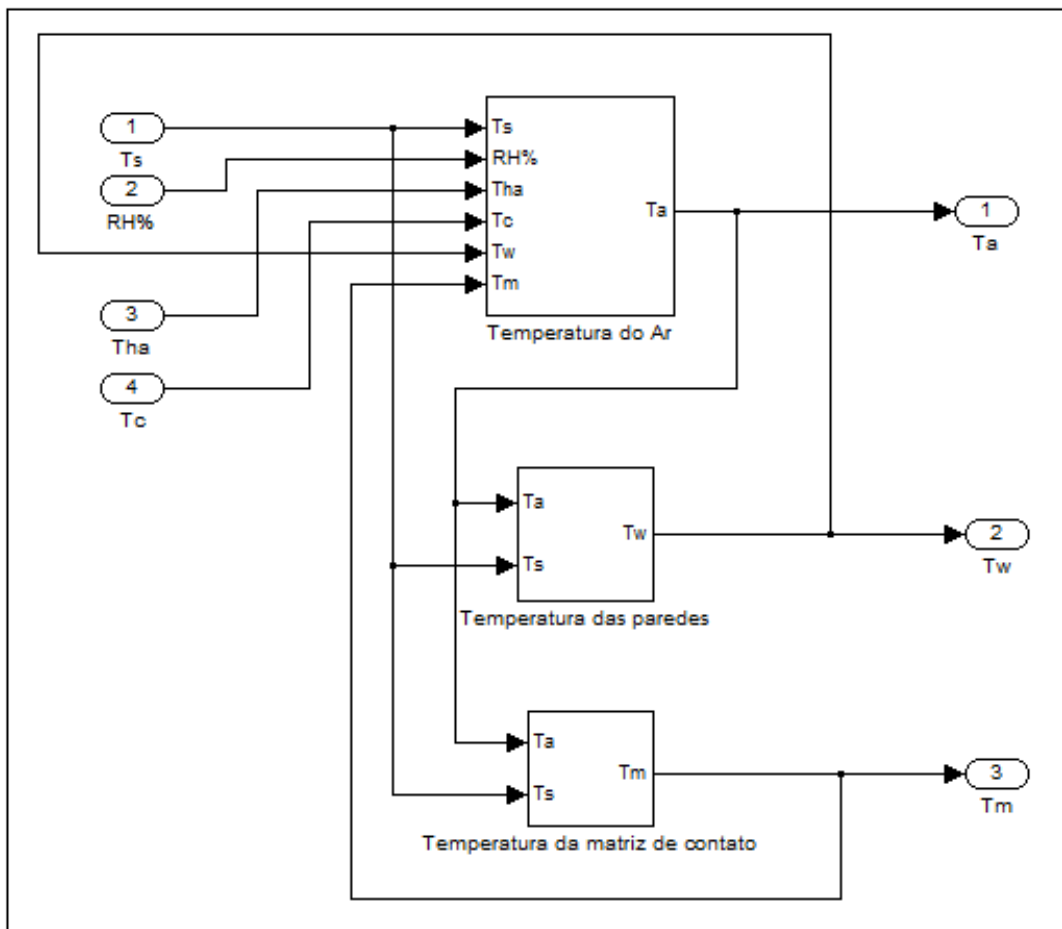 1
Ts
2
RH%
3
Tha
4
Tc
Ts
RH%
Tha
Tc
Tw
Tm
Ta
Temperatura do Ar
1
Ta
Ta
Ts
Tw
Temperatura das paredes
2
Tw
Ta
Ts
Tm
Temperatura da matriz de contato
3
Tm